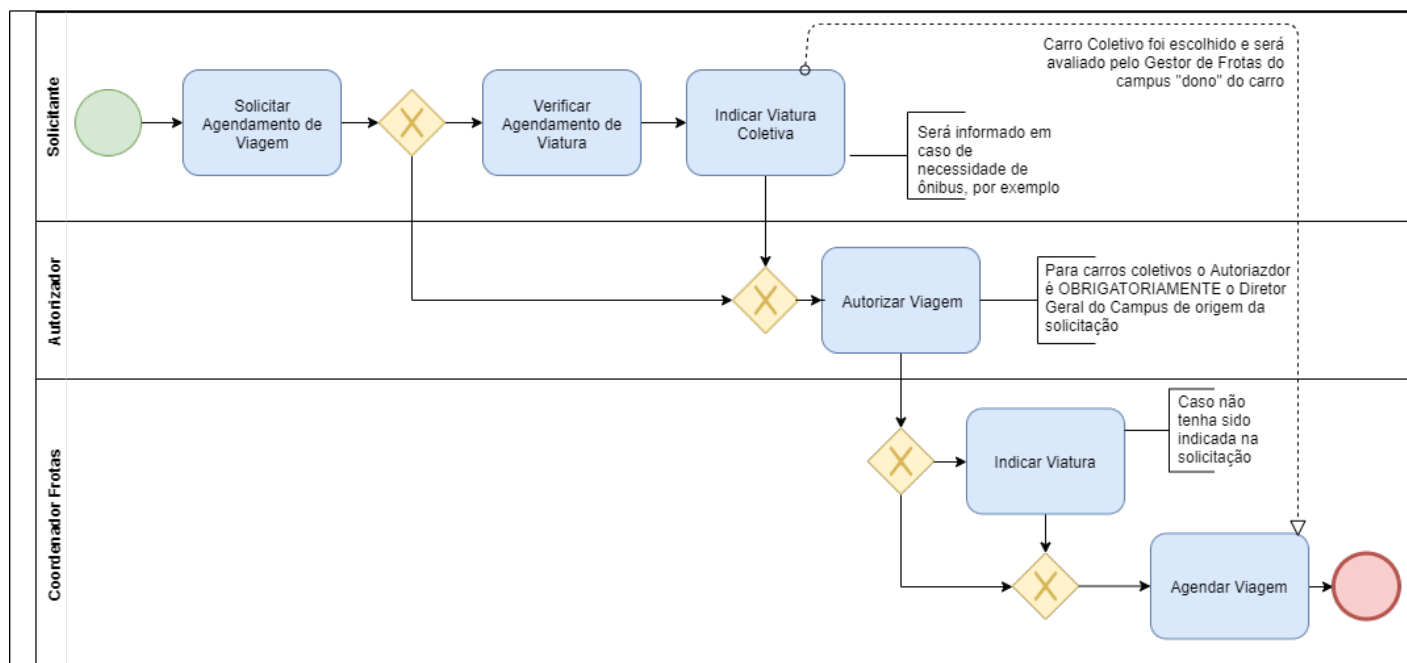 Solicitante
Solicitar
Agendamento de
Viagem
Verificar
Agendamento de
Viatura
Indicar Viatura
Coletiva
Carro Coletivo foi escolhido e será
avaliado pelo Gestor de Frotas do
campus "dono" do carro
Será informado em
caso de
necessidade de
ônibus, por exemplo
Autorizador
Autorizar Viagem
Para carros coletivos o Autoriazdor
é OBRIGATORIAMENTE o Diretor
Geral do Campus de origem da
solicitação
Coordenador Frotas
Indicar Viatura
Caso não
tenha sido
indicada na
solicitação
Agendar Viagem